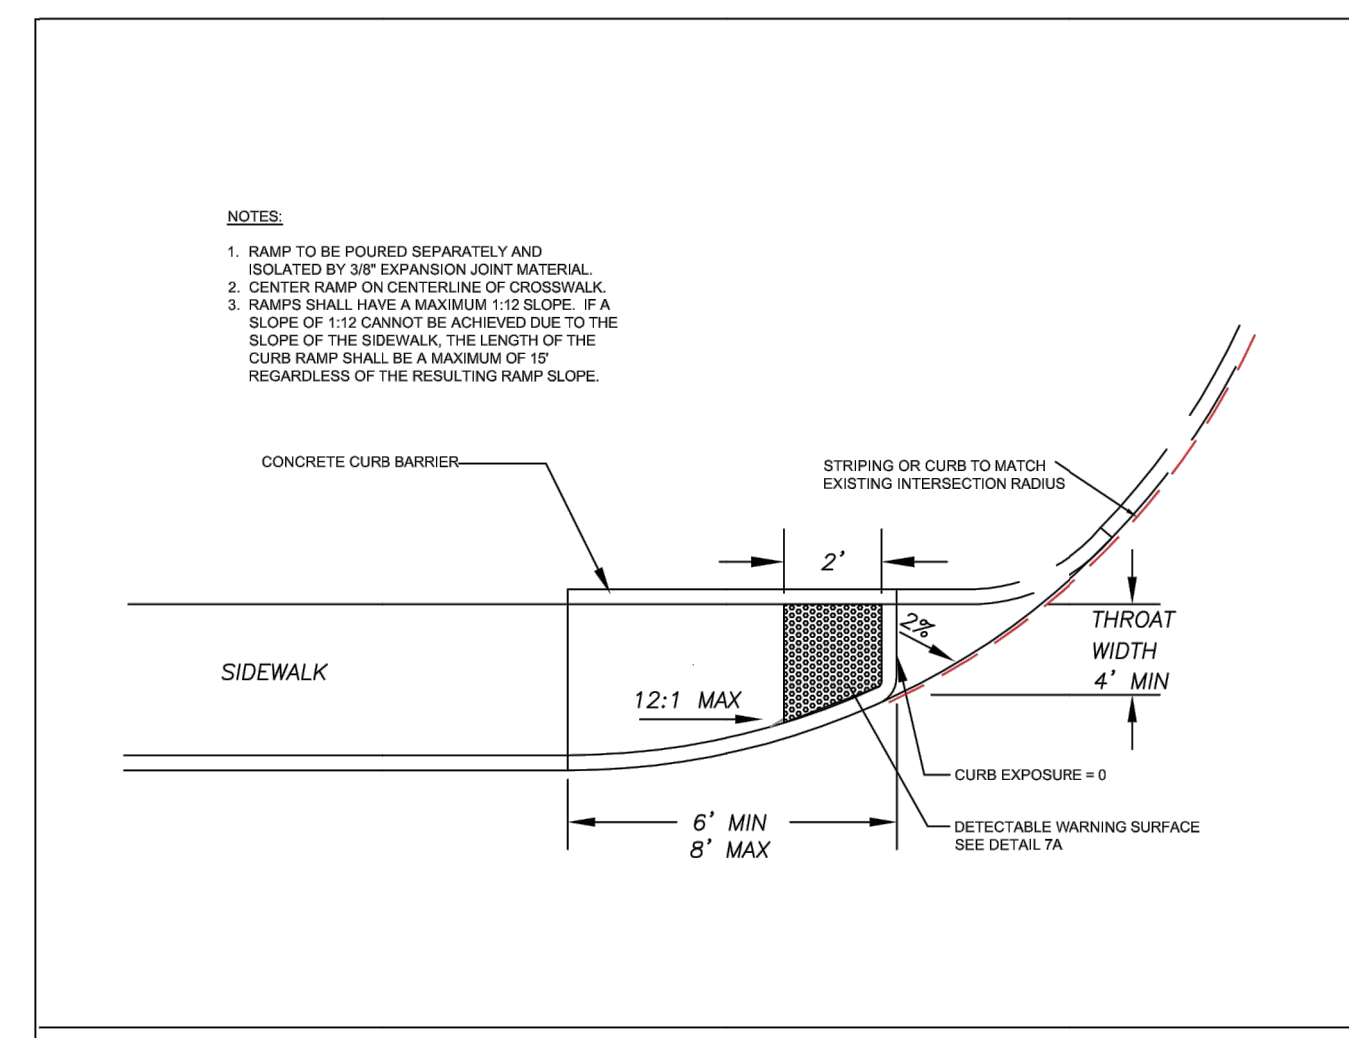 NOTES:
1. RAMP TO BE POURED SEPARATELY AND
ISOLATED BY 3/8" EXPANSION JOINT MATERIAL.
2. CENTER RAMP ON CENTERLINE OF CROSSWALK.
3. RAMPS SHALL HAVE A MAXIMUM 1:12 SLOPE. IF A
SLOPE OF 1:12 CANNOT BE ACHIEVED DUE TO THE
SLOPE OF THE SIDEWALK, THE LENGTH OF THE
CURB RAMP SHALL BE A MAXIMUM OF 15'
REGARDLESS OF THE RESULTING RAMP SLOPE.
CONCRETE CURB BARRIER
STRIPING OR CURB TO MATCH
EXISTING INTERSECTION RADIUS
2'
2%
THROAT
WIDTH
4' MIN
SIDEWALK
12:1 MAX
CURB EXPOSURE = 0
6' MIN
8' MAX
DETECTABLE WARNING SURFACE
SEE DETAIL 7A